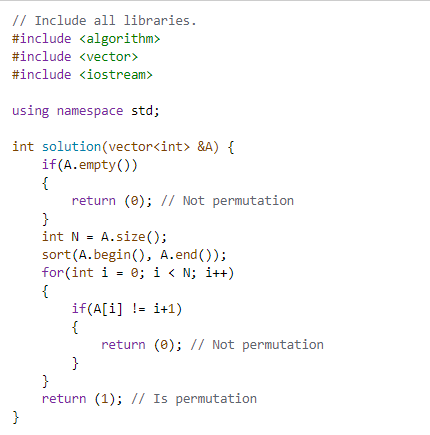 // Include all libraries.
#include <algorithm>
#include <vector>
#include <iostream>

using namespace std;

int solution(vector<int> &A) {
    if(A.empty())
    {
        return (0); // Not permutation
    }
    int N = A.size();
    sort(A.begin(), A.end());
    for(int i = 0; i < N; i++)
    {
        if(A[i] != i+1)
        {
            return (0); // Not permutation
        }
    }
    return (1); // Is permutation
}